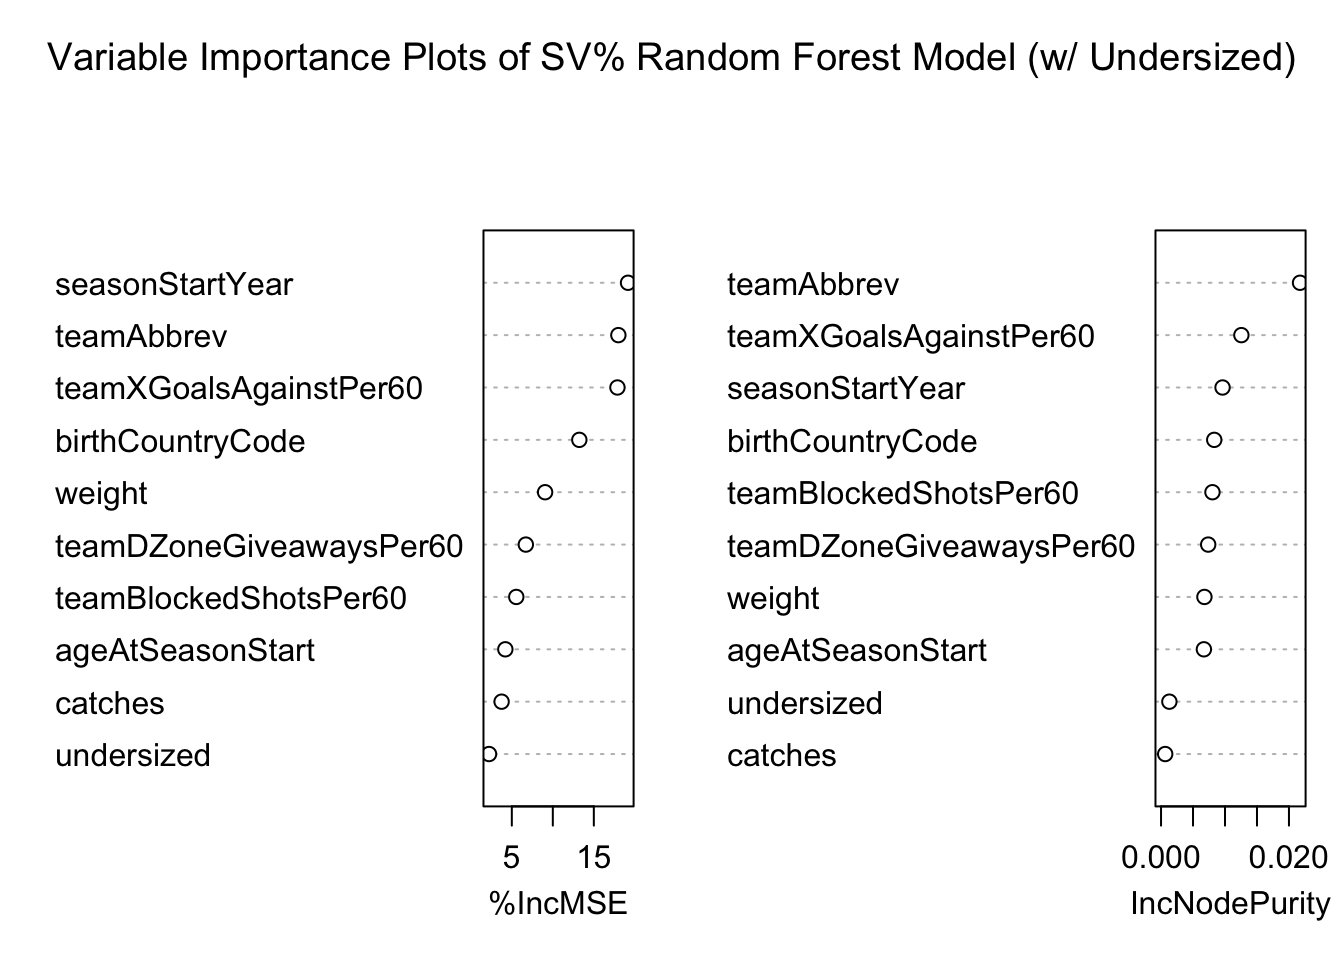 Variable Importance Plots of SV% Random Forest Model (w/ Undersized)
seasonStartYear
teamAbbrev
teamXGoalsAgainstPer60
birthCountryCode
weight
teamDZoneGiveawaysPer60
teamBlockedShotsPer60
ageAtSeasonStart
catches
undersized
5 15
%IncMSE
teamAbbrev
teamXGoalsAgainstPer60
seasonStartYear
birthCountryCode
teamBlockedShotsPer60
teamDZoneGiveawaysPer60
weight
ageAtSeasonStart
undersized
catches
0.000 0.020
IncNodePurity